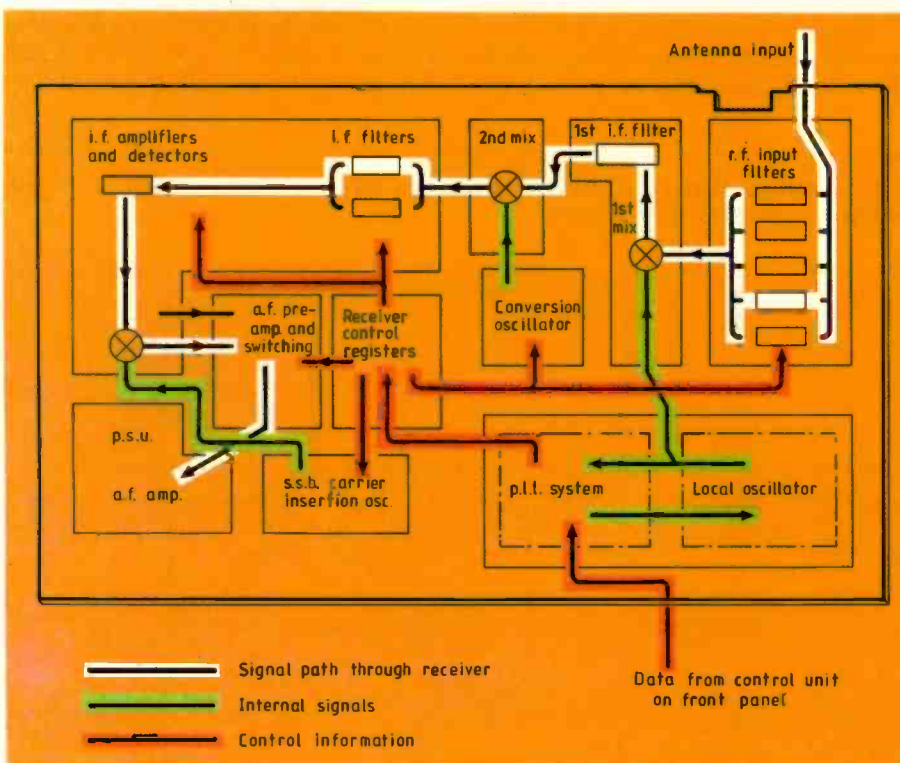 Antenna input
i.f. amplifiers
and detectors
i.f. filters
2nd mix
1st i.f. filter
r.f. input
filters
1st
mix
a.f. pre-
amp. and
switching
Receiver
control
registers
Conversion
oscillator
p.s.u.
a.f. amp.
s.s.b. carrier
insertion osc.
p.l.l. system
Local oscillator
Signal path through receiver
Internal signals
Control information
Data from control unit
on front panel